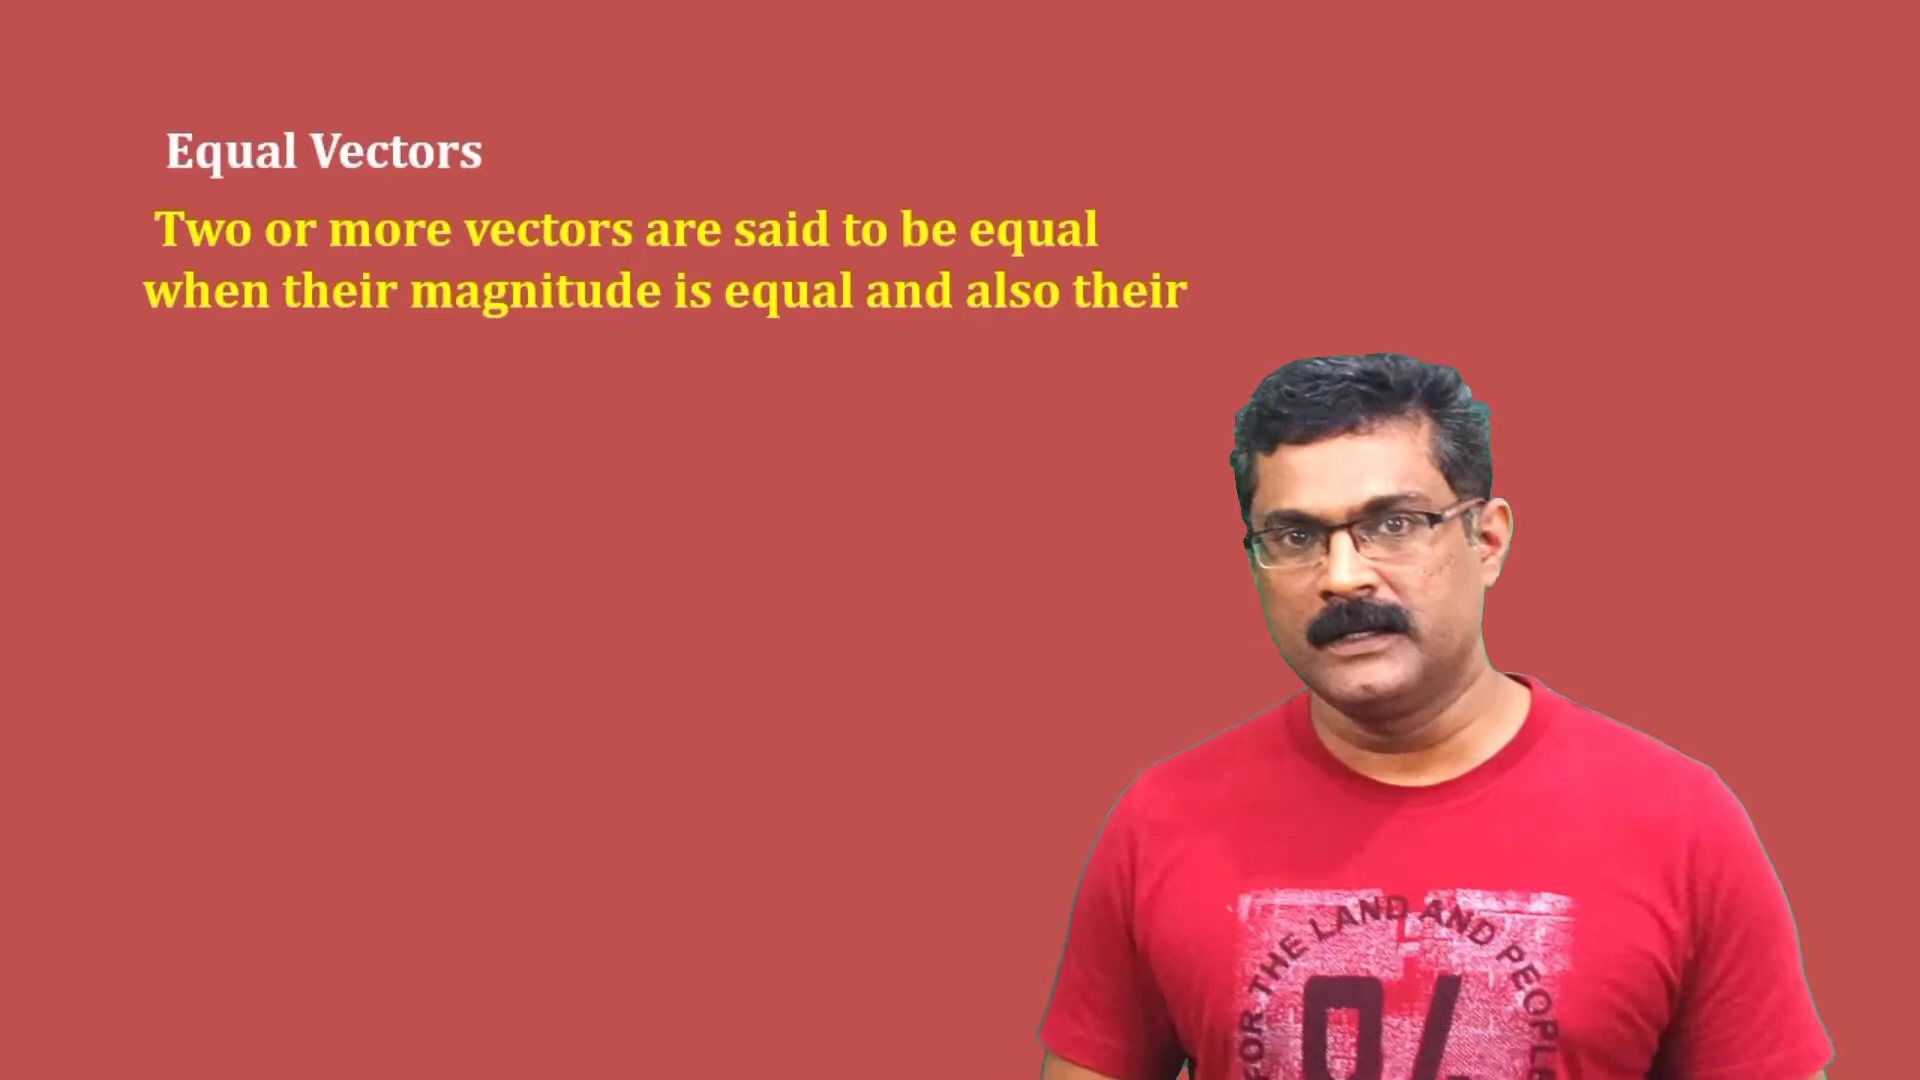 Equal Vectors
Two or more vectors are said to be equal
when their magnitude is equal and also their
FOR THE LAND AND PEOPLE